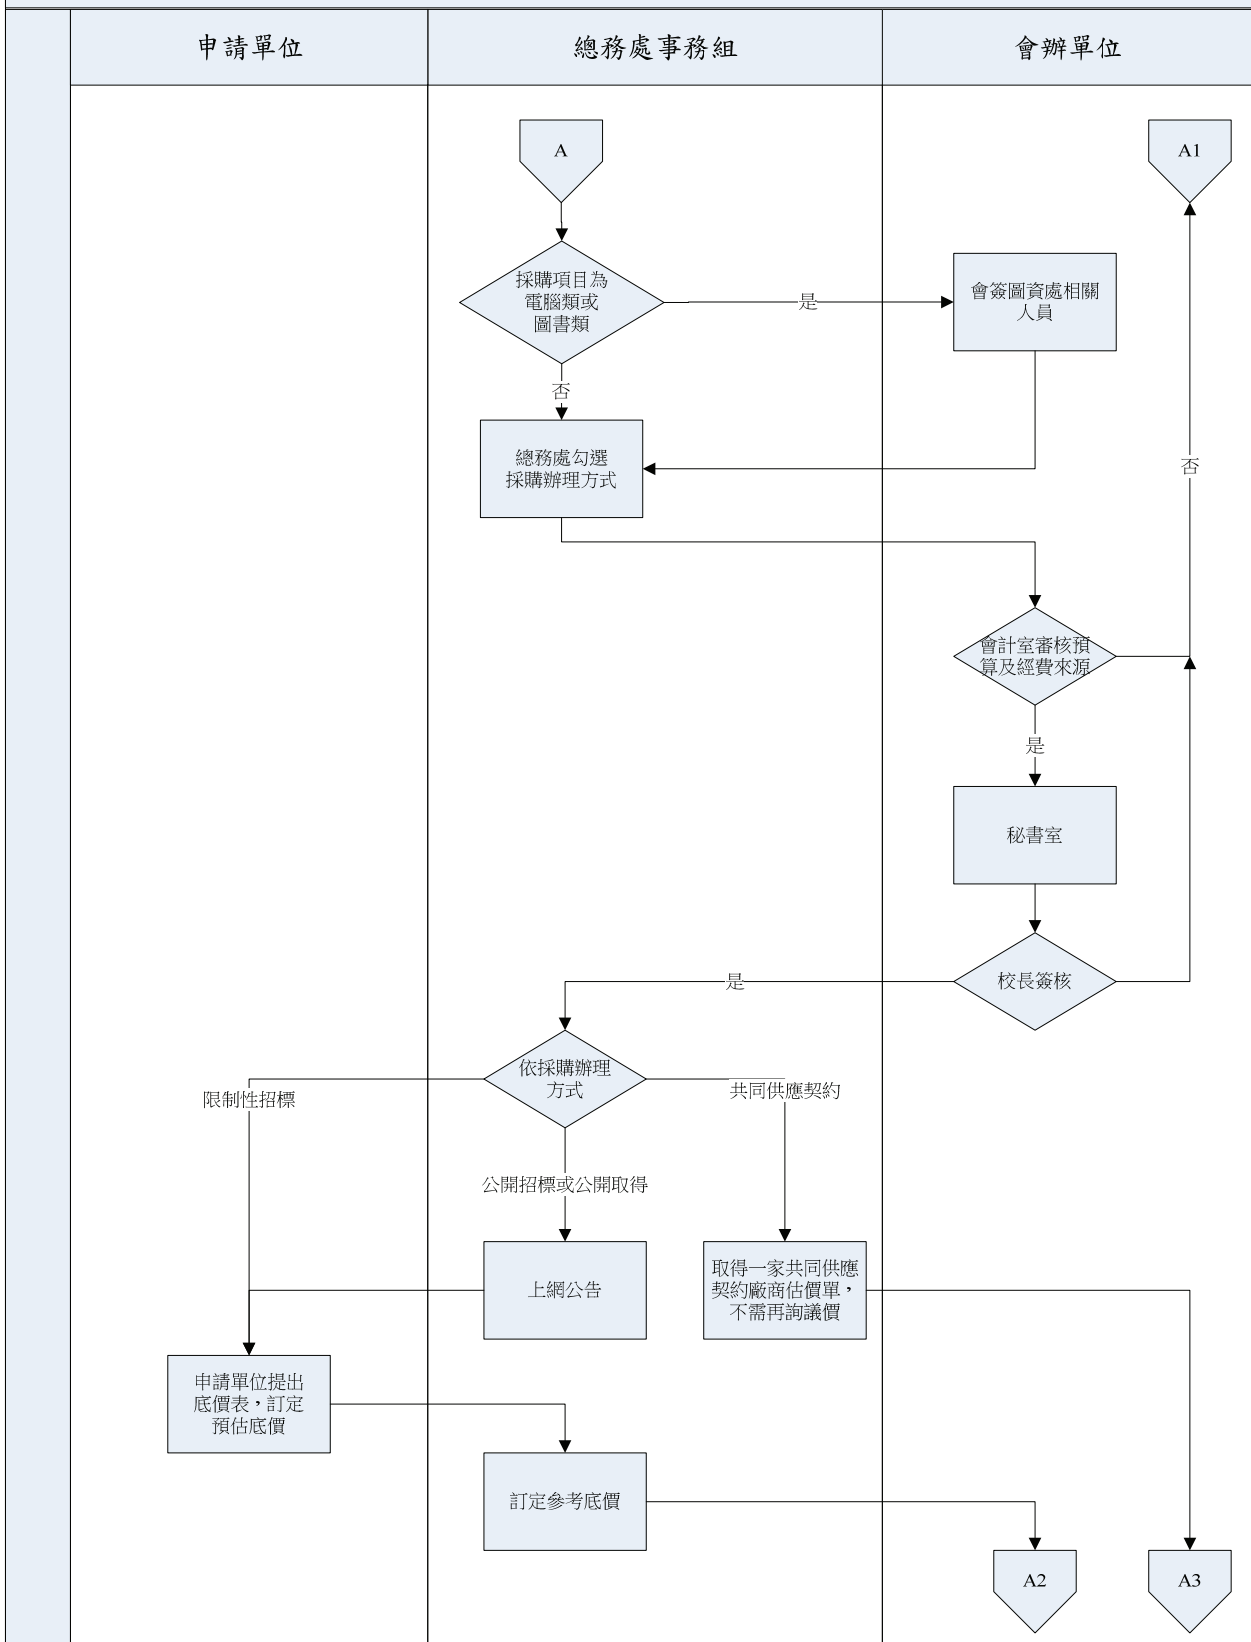 申請單位
總務處事務組
會辦單位
A
A1
採購項目為
電腦類或
圖書類
是
會簽圖資處相關
人員
否
總務處勾選
採購辦理方式
否
會計室審核預
算及經費來源
是
秘書室
校長簽核
是
依採購辦理
方式
限制性招標
共同供應契約
公開招標或公開取得
上網公告
取得一家共同供應
契約廠商估價單，
不需再詢議價
申請單位提出
底價表，訂定
預估底價
訂定參考底價
A2
A3